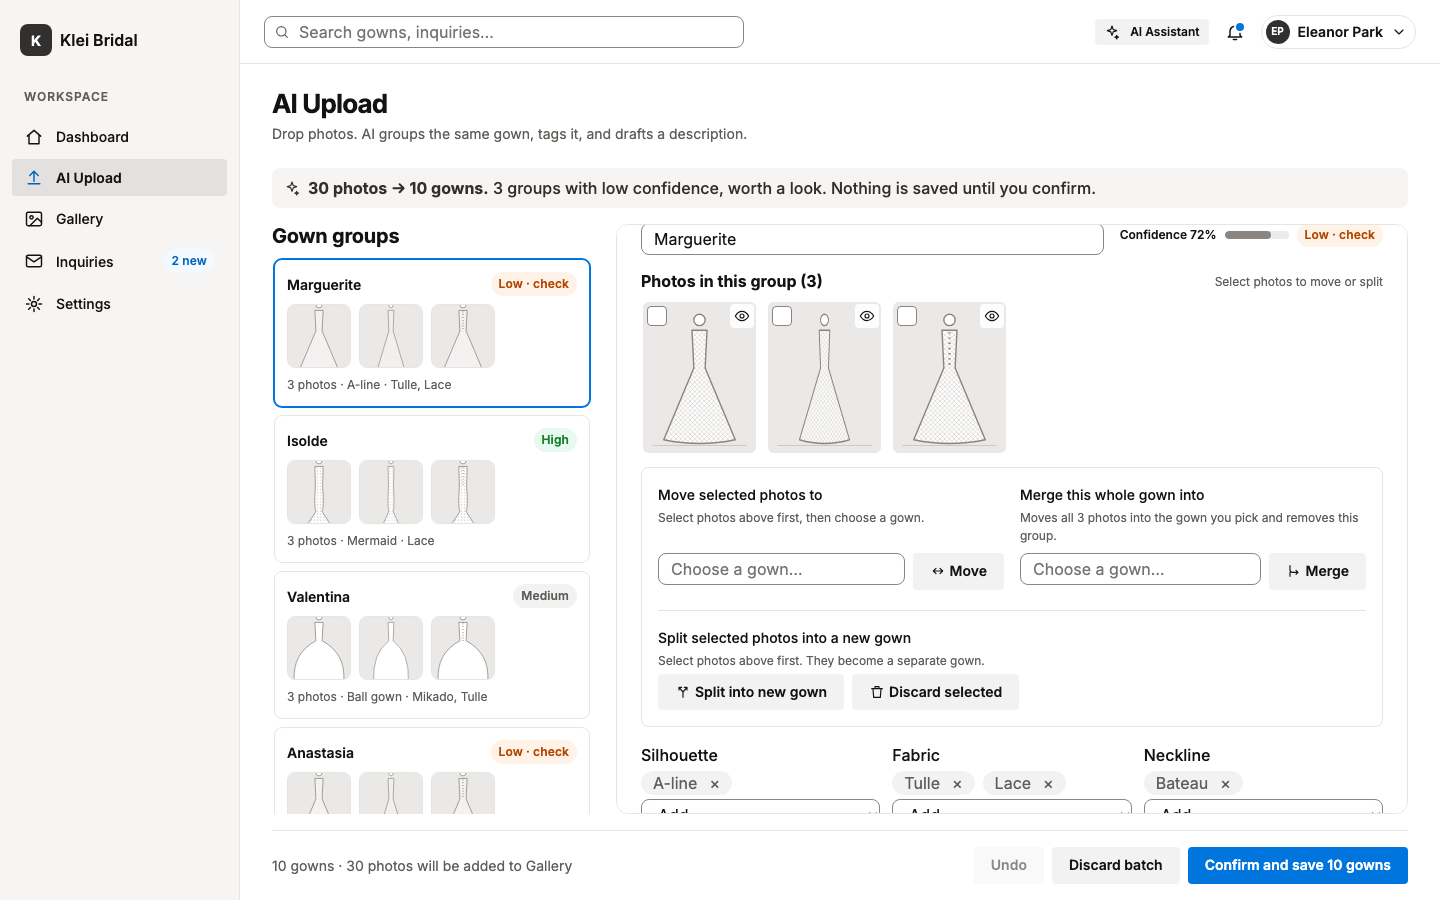 K Klei Bridal
WORKSPACE
Dashboard
AI Upload
Gallery
Inquiries 2 new
Settings
Search gowns, inquiries...
AI Assistant
EP Eleanor Park
AI Upload
Drop photos. AI groups the same gown, tags it, and drafts a description.
30 photos → 10 gowns. 3 groups with low confidence, worth a look. Nothing is saved until you confirm.
Gown groups
Marguerite Low · check
3 photos · A-line · Tulle, Lace
Isolde High
3 photos · Mermaid · Lace
Valentina Medium
3 photos · Ball gown · Mikado, Tulle
Anastasia Low · check
Marguerite
Confidence 72% Low · check
Photos in this group (3)
Select photos to move or split
Move selected photos to
Select photos above first, then choose a gown.
Choose a gown...
Move
Merge this whole gown into
Moves all 3 photos into the gown you pick and removes this
group.
Choose a gown...
Merge
Split selected photos into a new gown
Select photos above first. They become a separate gown.
Split into new gown
Discard selected
Silhouette
A-line ×
Add
Fabric
Tulle × Lace ×
Add
Neckline
Bateau ×
Add
10 gowns · 30 photos will be added to Gallery
Undo
Discard batch
Confirm and save 10 gowns